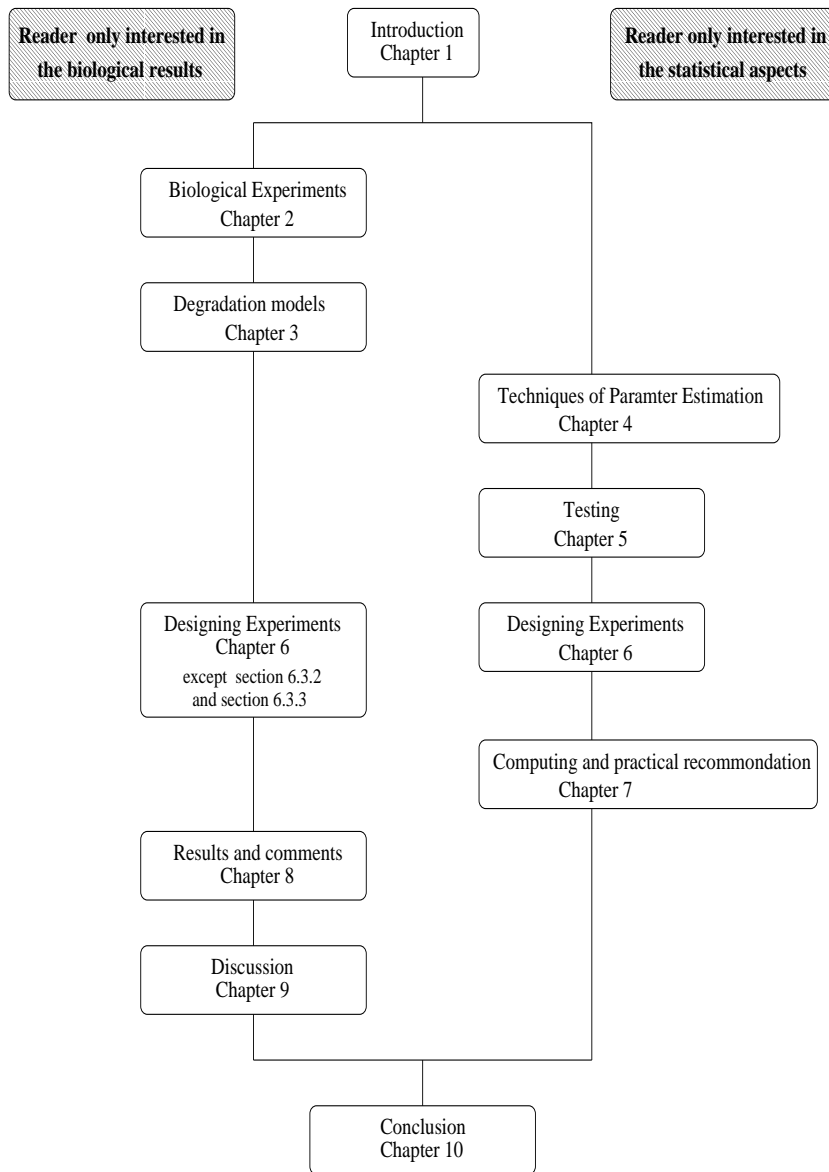 Reader only interested in
the biological results
Introduction
Chapter 1
Reader only interested in
the statistical aspects
Biological Experiments
Chapter 2
Degradation models
Chapter 3
Techniques of Paramter Estimation
Chapter 4
Testing
Chapter 5
Designing Experiments
Chapter 6
except section 6.3.2
and section 6.3.3
Designing Experiments
Chapter 6
Computing and practical recommondation
Chapter 7
Results and comments
Chapter 8
Discussion
Chapter 9
Conclusion
Chapter 10